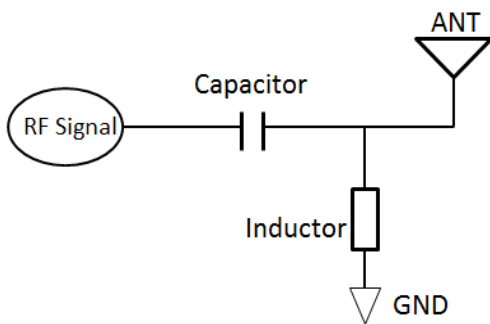 ANT
Capacitor
RF Signal
Inductor
GND